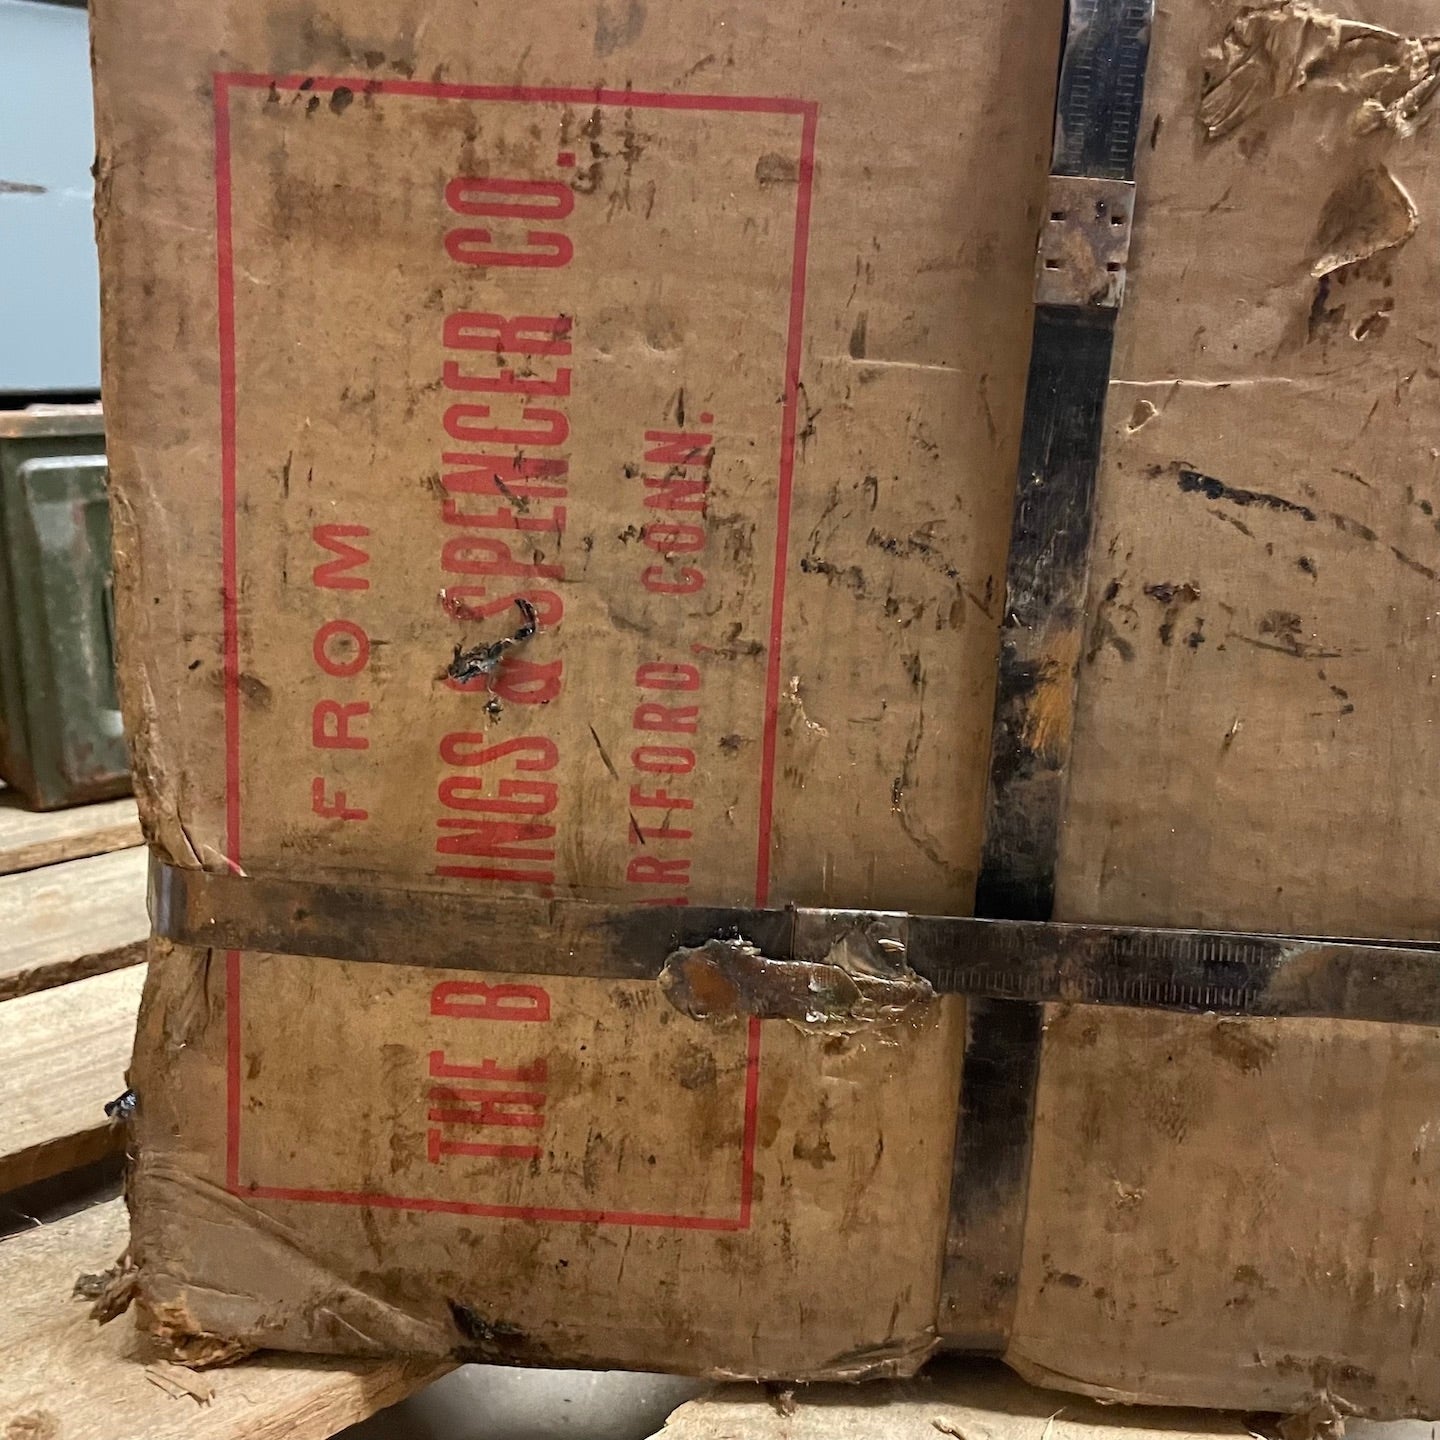 FROM
THE B INGS & SPENCER CO.
ARTFORD, CONN.